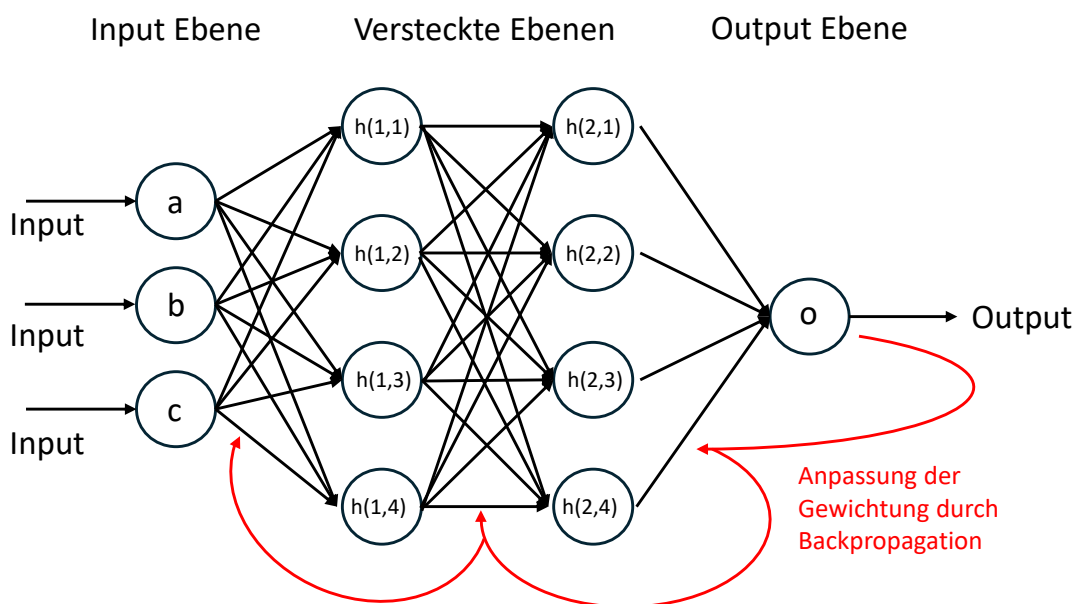 Input Ebene
Versteckte Ebenen
Output Ebene
h(1,1)
h(2,1)
a
Input
h(1,2)
h(2,2)
b
Input
o
Output
h(1,3)
h(2,3)
c
Input
h(1,4)
h(2,4)
Anpassung der
Gewichtung durch
Backpropagation